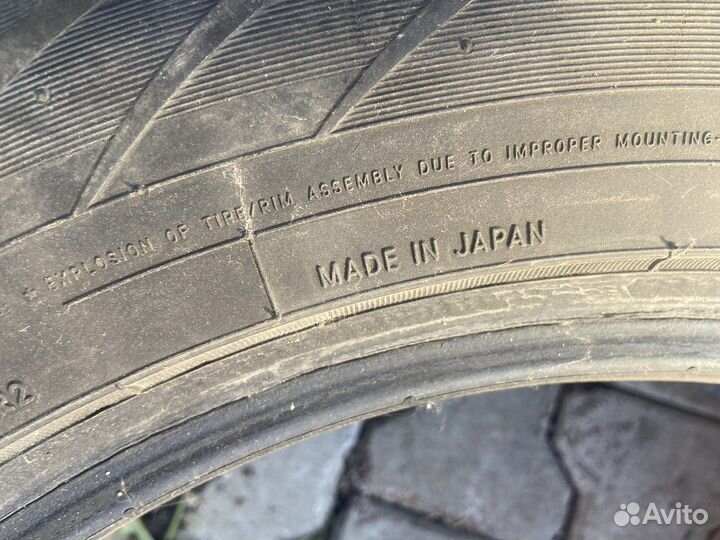 EXPLOSION OF TIRE/RIM ASSEMBLY DUE TO IMPROPER MOUNTING-
MADE IN JAPAN
Avito